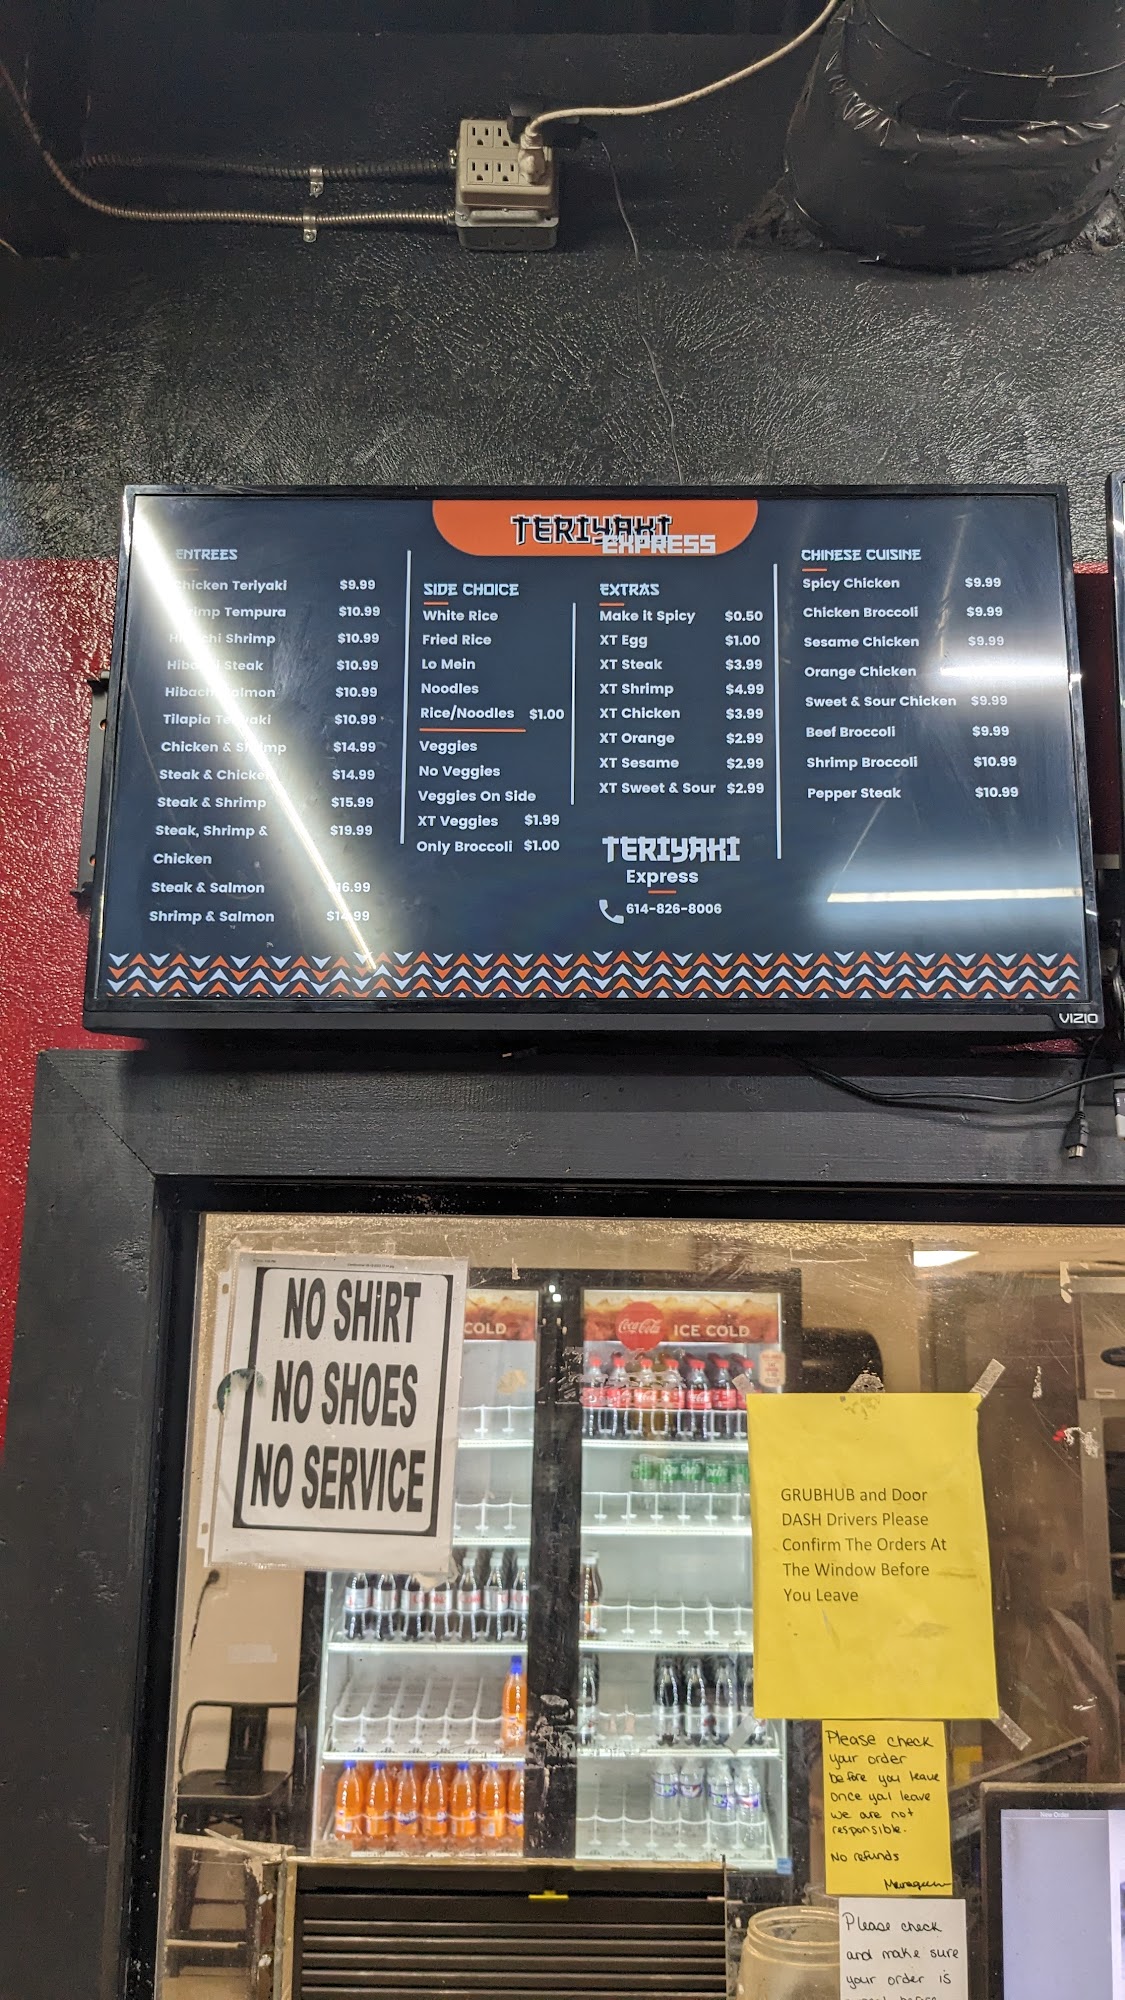 TERIYAKI
EXPRESS
ENTREES
Chicken Teriyaki $9.99
Shrimp Tempura $10.99
Hibachi Shrimp $10.99
Hibachi Steak $10.99
Hibachi Salmon $10.99
Tilapia Teriyaki $10.99
Chicken & Shrimp $14.99
Steak & Chicken $14.99
Steak & Shrimp $15.99
Steak, Shrimp & $19.99
Chicken
Steak & Salmon $16.99
Shrimp & Salmon $14.99
SIDE CHOICE
White Rice
Fried Rice
Lo Mein
Noodles
Rice/Noodles $1.00
Veggies
No Veggies
Veggies On Side
XT Veggies $1.99
Only Broccoli $1.00
EXTRAS
Make it Spicy $0.50
XT Egg $1.00
XT Steak $3.99
XT Shrimp $4.99
XT Chicken $3.99
XT Orange $2.99
XT Sesame $2.99
XT Sweet & Sour $2.99
TERIYAKI
Express
614-826-8006
CHINESE CUISINE
Spicy Chicken $9.99
Chicken Broccoli $9.99
Sesame Chicken $9.99
Orange Chicken
Sweet & Sour Chicken $9.99
Beef Broccoli $9.99
Shrimp Broccoli $10.99
Pepper Steak $10.99
VIZIO
NO SHiRT
NO SHOES
NO SERVICE
COLD
Coca-Cola ICE COLD
GRUBHUB and Door
DASH Drivers Please
Confirm The Orders At
The Window Before
You Leave
Please check
your order
before you leave
once you leave
we are not
responsible.
No refunds
New Order
Please check
and make sure
your order is